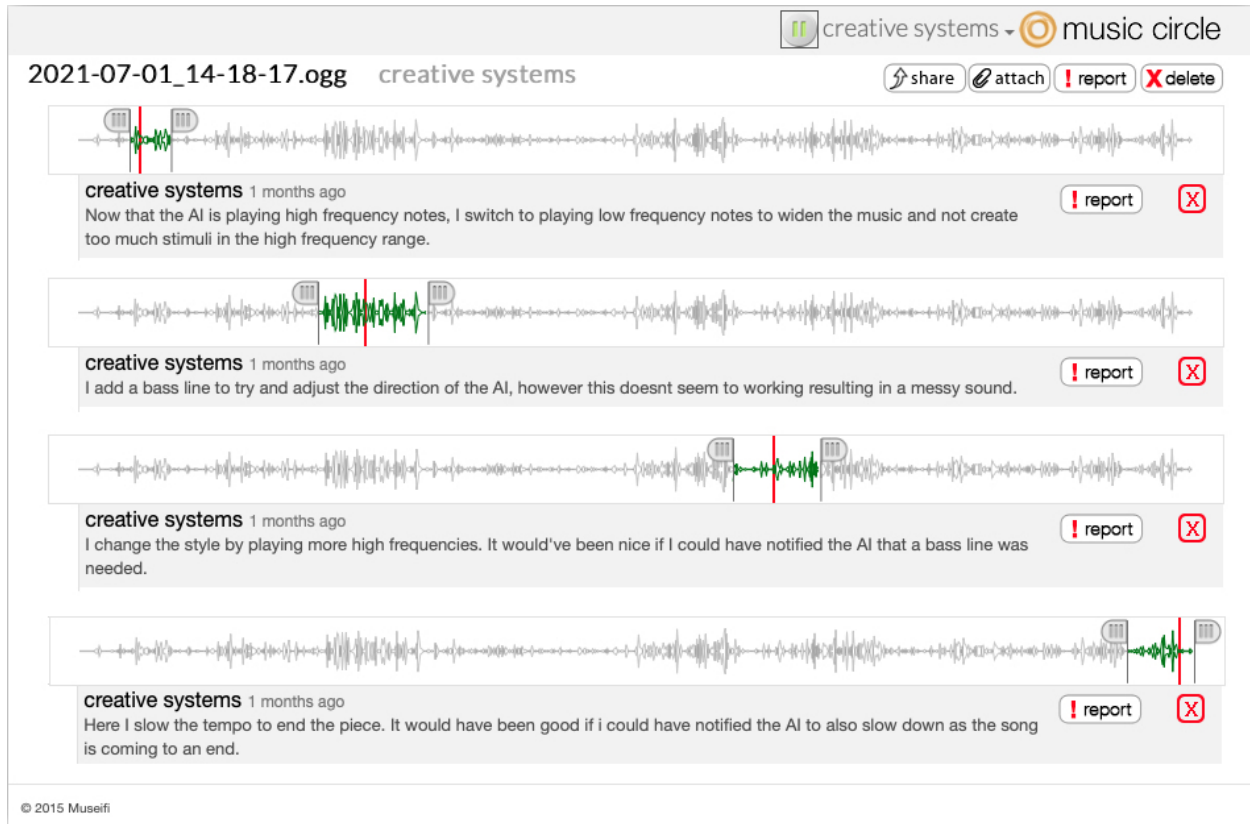 creative systems music circle
2021-07-01_14-18-17.ogg creative systems
share attach ! report X delete
creative systems 1 months ago
! report X
Now that the AI is playing high frequency notes, I switch to playing low frequency notes to widen the music and not create
too much stimuli in the high frequency range.
creative systems 1 months ago
! report X
I add a bass line to try and adjust the direction of the AI, however this doesnt seem to working resulting in a messy sound.
creative systems 1 months ago
! report X
I change the style by playing more high frequencies. It would've been nice if I could have notified the AI that a bass line was
needed.
creative systems 1 months ago
! report X
Here I slow the tempo to end the piece. It would have been good if i could have notified the AI to also slow down as the song
is coming to an end.
© 2015 Museifi